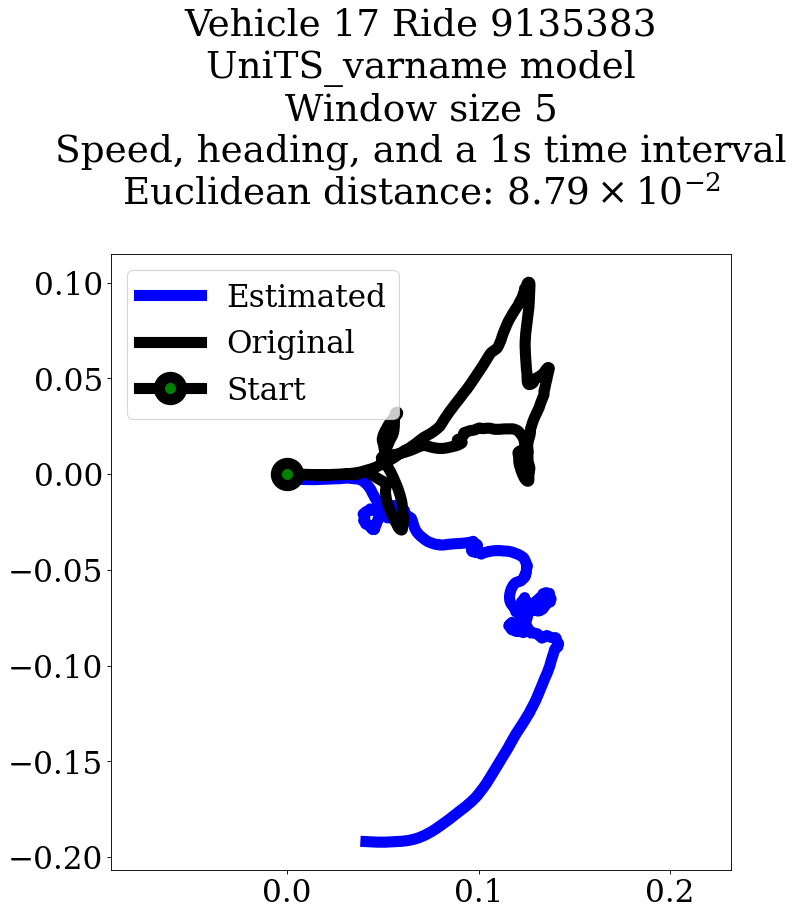 Vehicle 17 Ride 9135383
UniTS_varname model
Window size 5
Speed, heading, and a 1s time interval
Euclidean distance: 8.79 × 10⁻²
Estimated
Original
Start
0.10
0.05
0.00
−0.05
−0.10
−0.15
−0.20
0.0 0.1 0.2